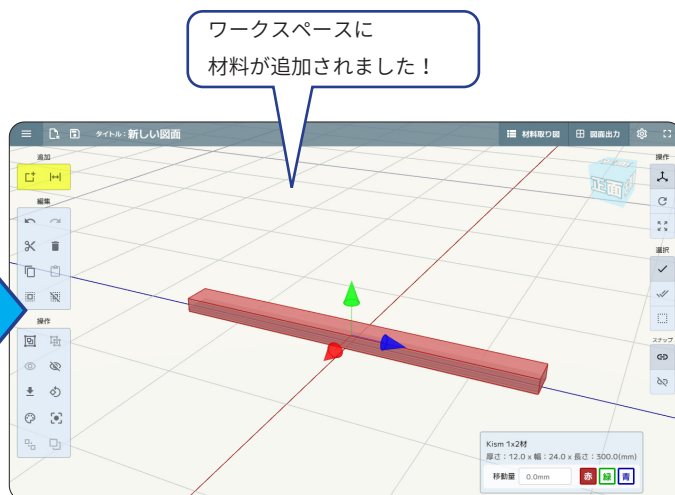 ワークスペースに
材料が追加されました！
タイトル：新しい図面
材料取り図
図面出力
追加
編集
操作
正面
操作
選択
スナップ
Kism 1x2材
厚さ：12.0 x 幅：24.0 x 長さ：300.0(mm)
移動量 0.0mm 赤 緑 青